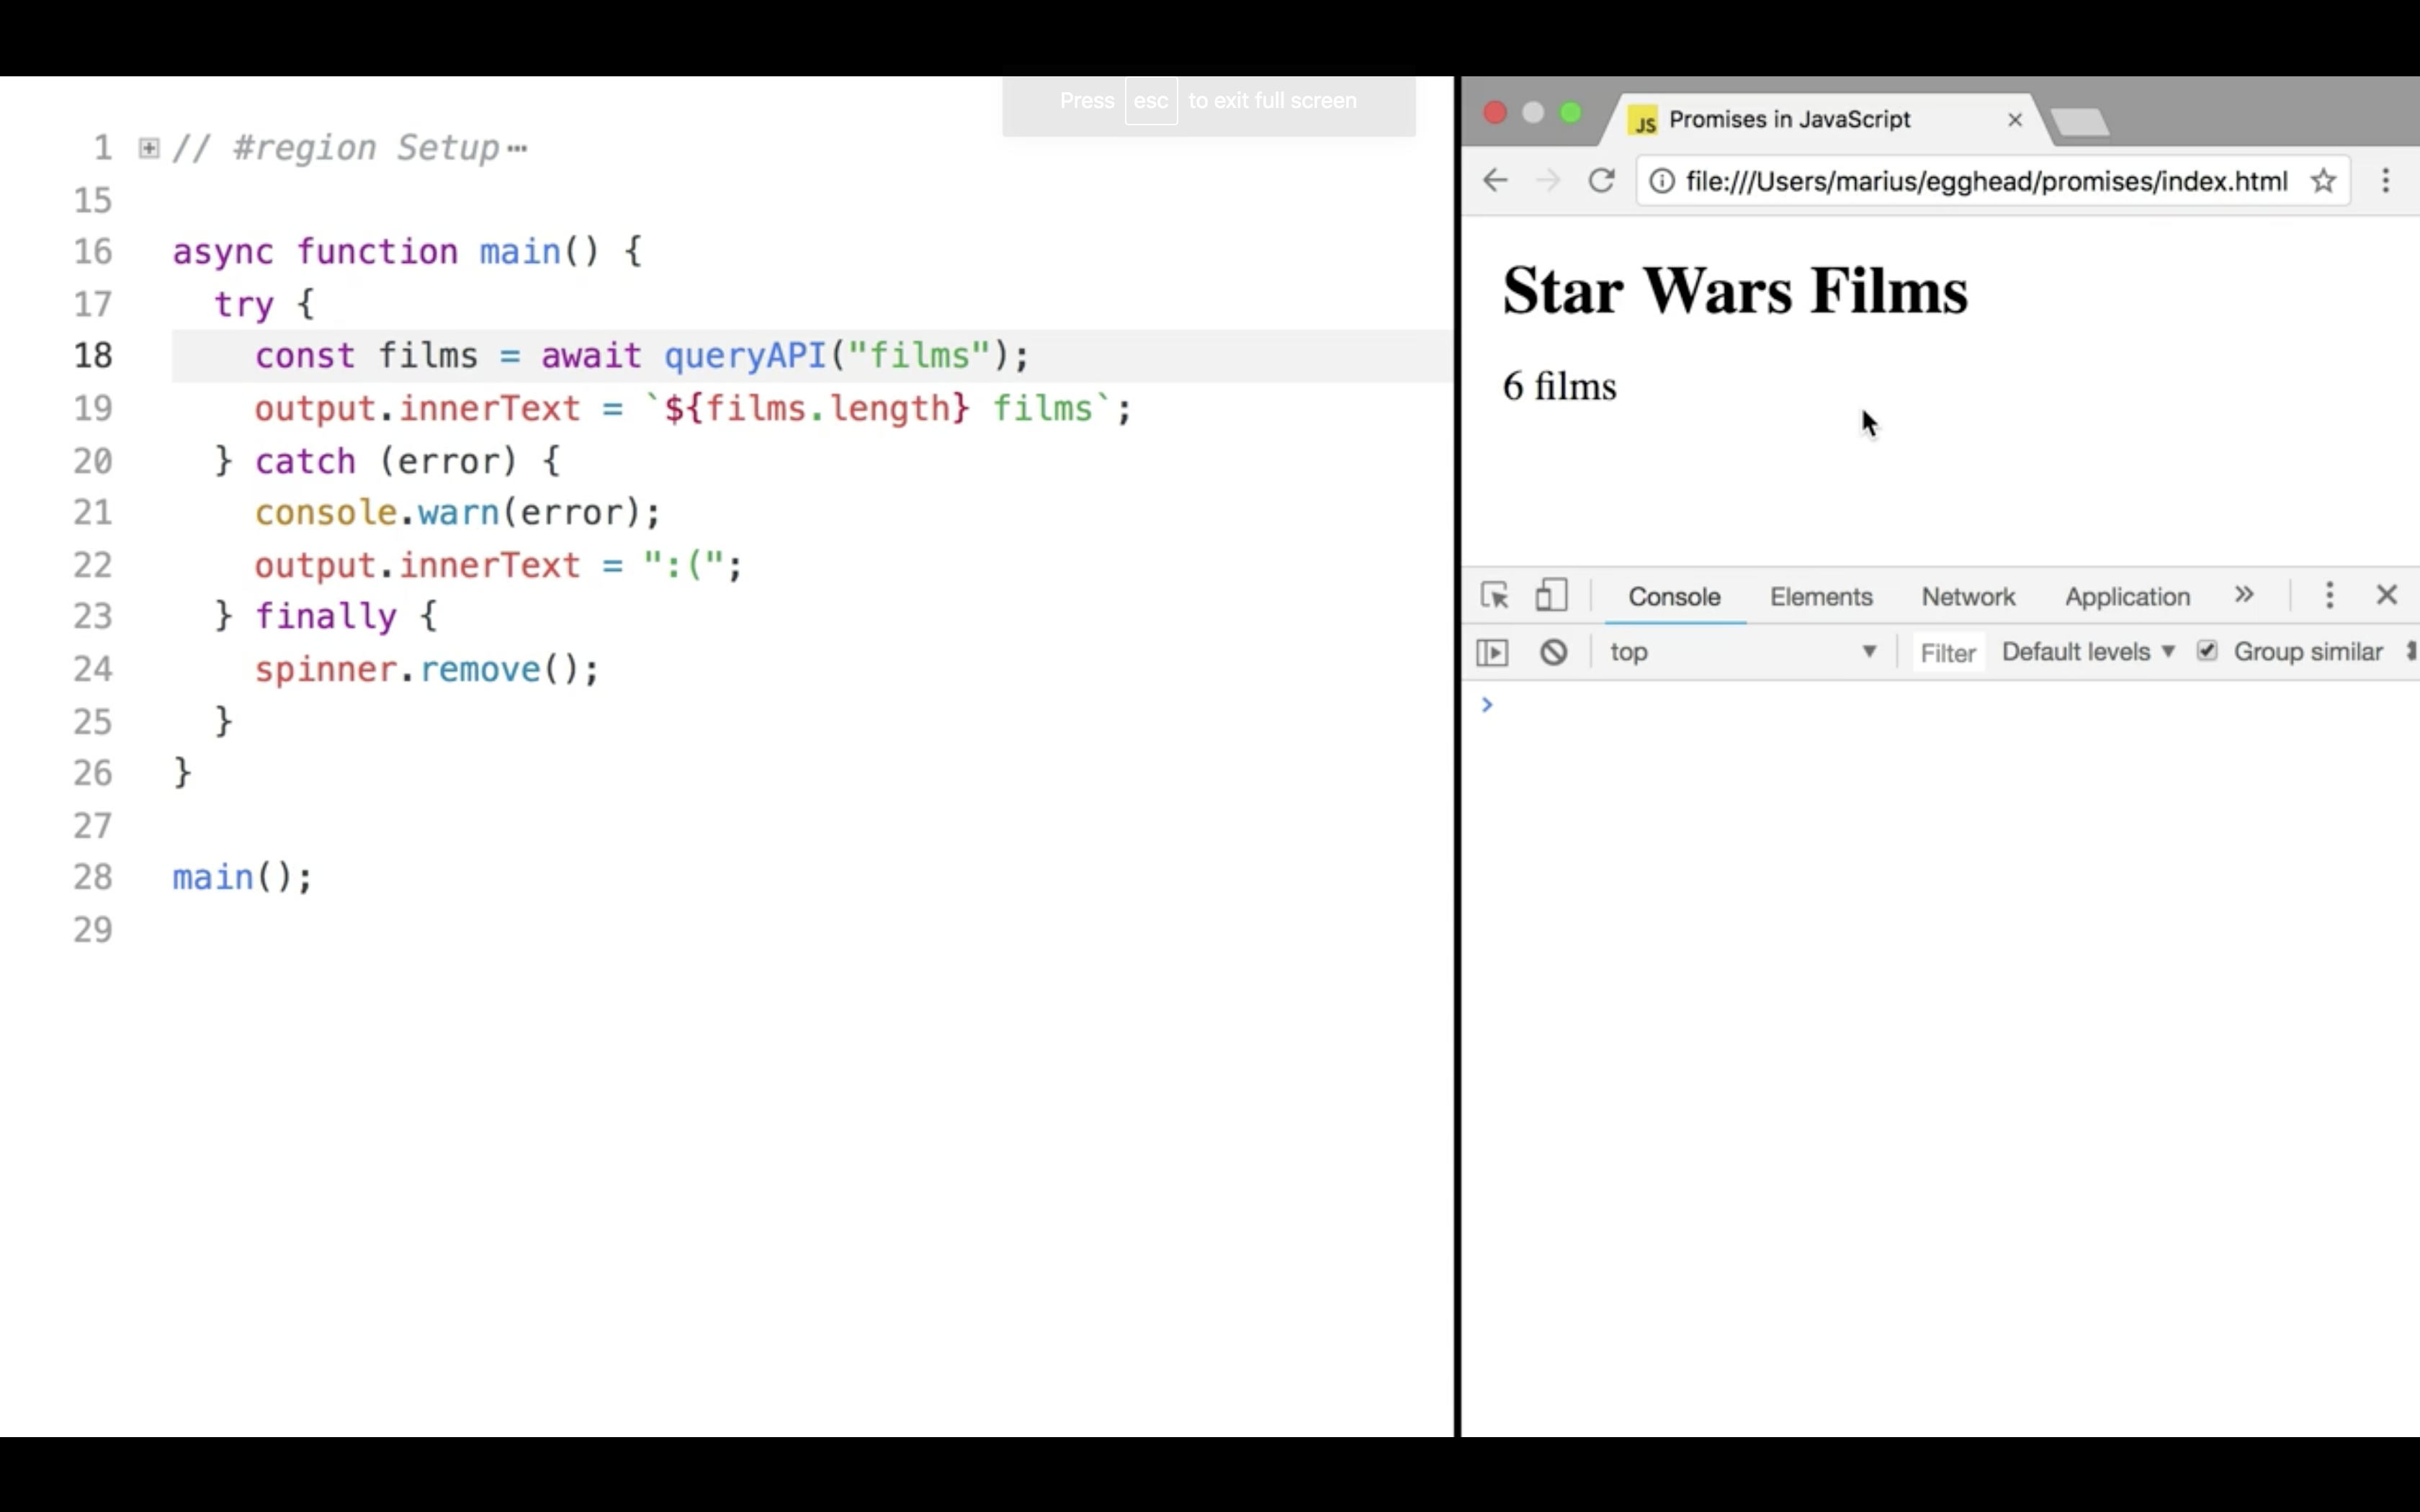 Press esc to exit full screen
1 // #region Setup…
15
16 async function main() {
17 try {
18 const films = await queryAPI("films");
19 output.innerText = `${films.length} films`;
20 } catch (error) {
21 console.warn(error);
22 output.innerText = ":(";
23 } finally {
24 spinner.remove();
25 }
26 }
27
28 main();
29
JS Promises in JavaScript
file:///Users/marius/egghead/promises/index.html
Star Wars Films
6 films
Console Elements Network Application »
top Filter Default levels Group similar